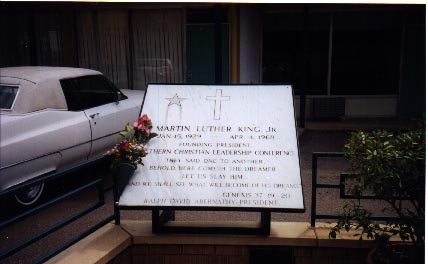 MARTIN LUTHER KING, JR.
JAN 15, 1929 — APR 4, 1968
FOUNDING PRESIDENT
SOUTHERN CHRISTIAN LEADERSHIP CONFERENCE
THEY SAID ONE TO ANOTHER...
BEHOLD, HERE COMETH THE DREAMER
LET US SLAY HIM...
AND WE SHALL SEE WHAT WILL BECOME OF HIS DREAMS
GENESIS 37 19-20
RALPH DAVID ABERNATHY, PRESIDENT